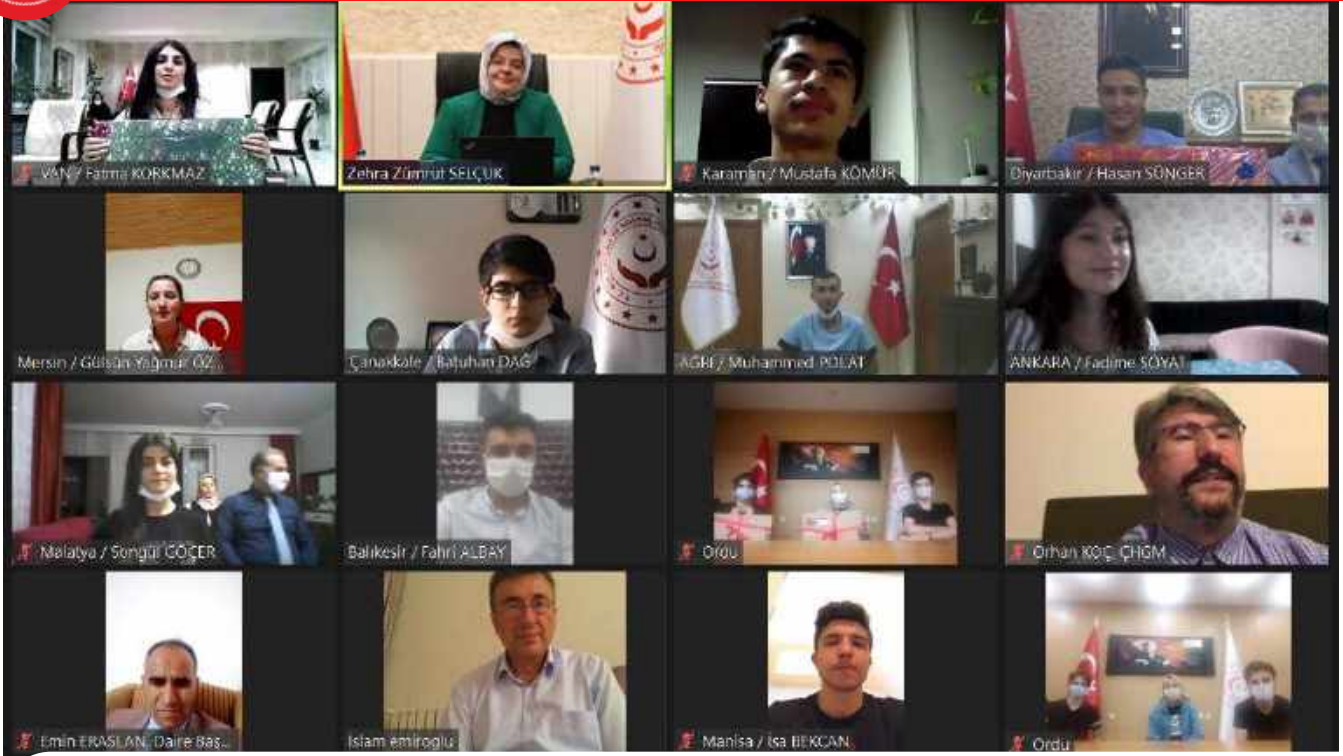 VAN / Fatma KORKMAZ
Zehra Zümrüt SELÇUK
Karaman / Mustafa KÖMÜR
Diyarbakır / Hasan SÜNGER
Mersin / Gülsün Yağmur ÖZ...
Çanakkale / Batuhan DAĞ
AĞRI / Muhammed POLAT
ANKARA / Fadime SOYAT
Malatya / Songül GÖÇER
Balıkesir / Fahri ALBAY
Ordu
Orhan KOÇ, ÇHGM
Emin ERASLAN, Daire Baş...
islam emiroglu
Manisa / İsa BEKCAN
Ordu